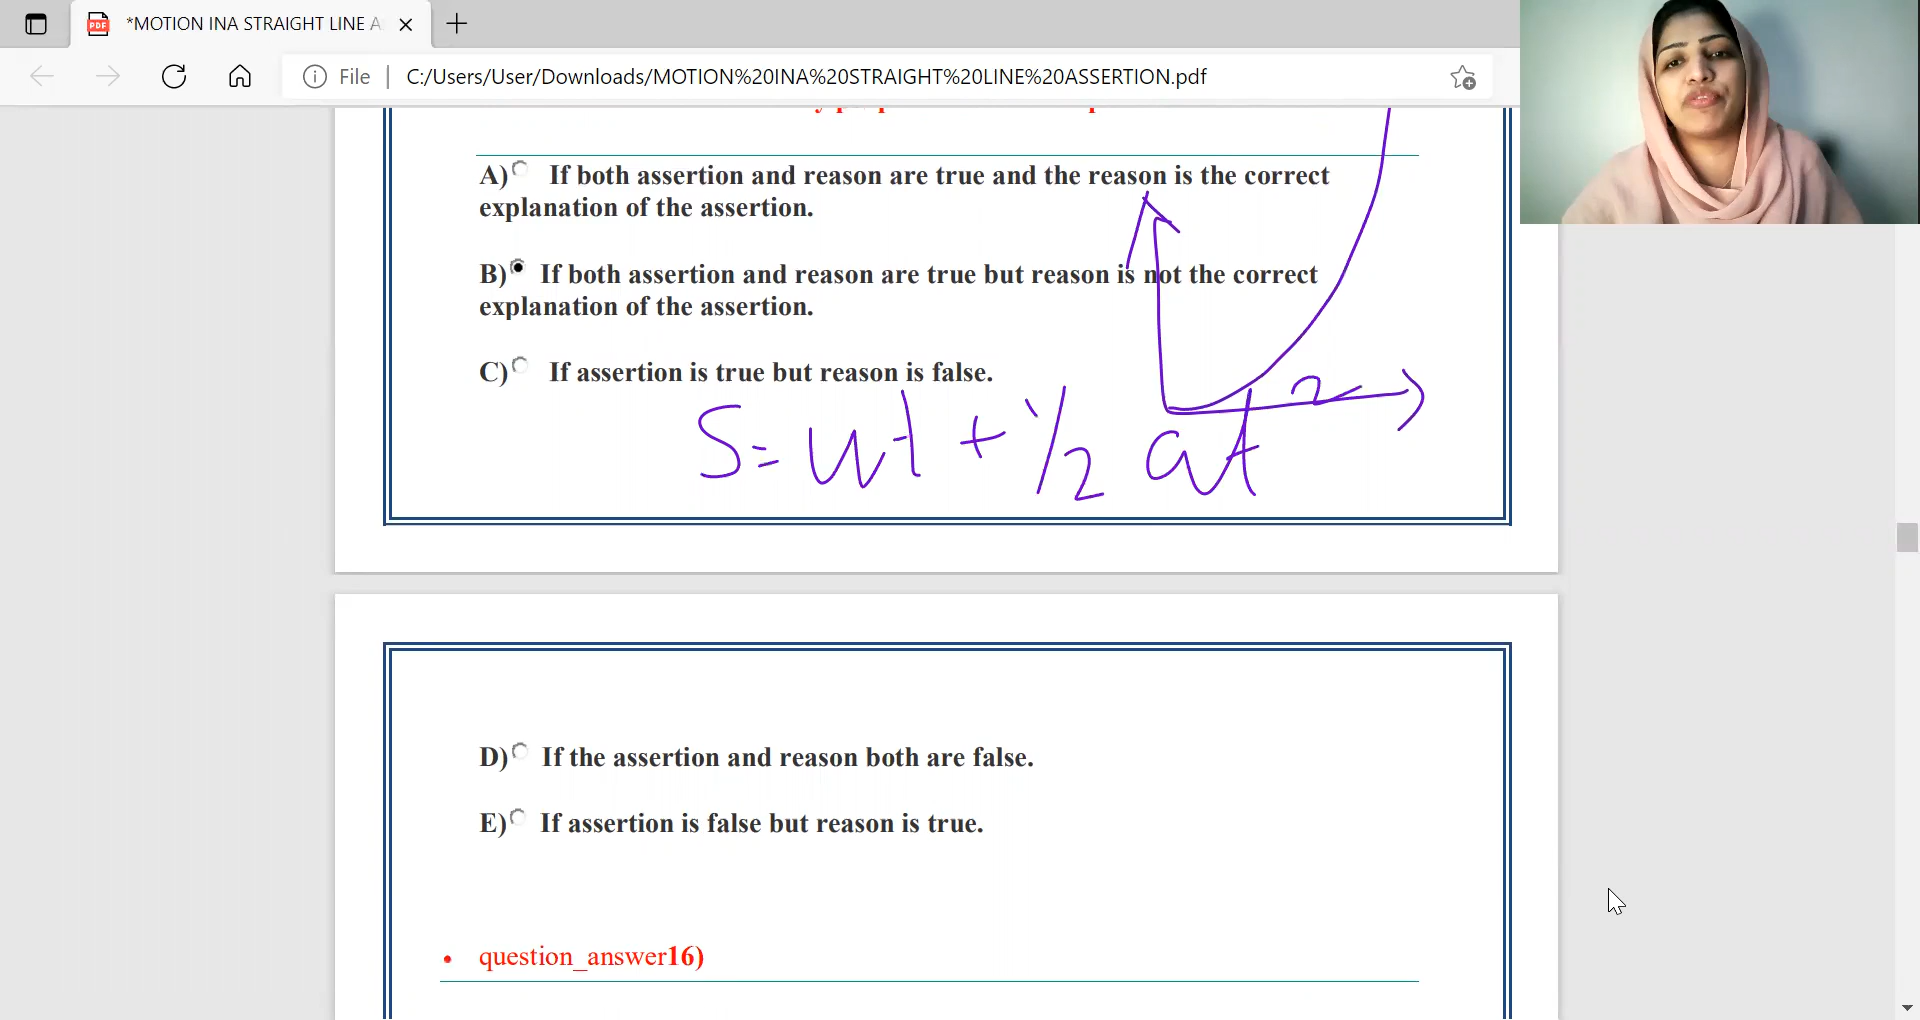 *MOTION INA STRAIGHT LINE A
File C:/Users/User/Downloads/MOTION%20INA%20STRAIGHT%20LINE%20ASSERTION.pdf
A) If both assertion and reason are true and the reason is the correct
explanation of the assertion.
B) If both assertion and reason are true but reason is not the correct
explanation of the assertion.
C) If assertion is true but reason is false.
S = ut + 1/2 at 2
D) If the assertion and reason both are false.
E) If assertion is false but reason is true.
• question_answer16)